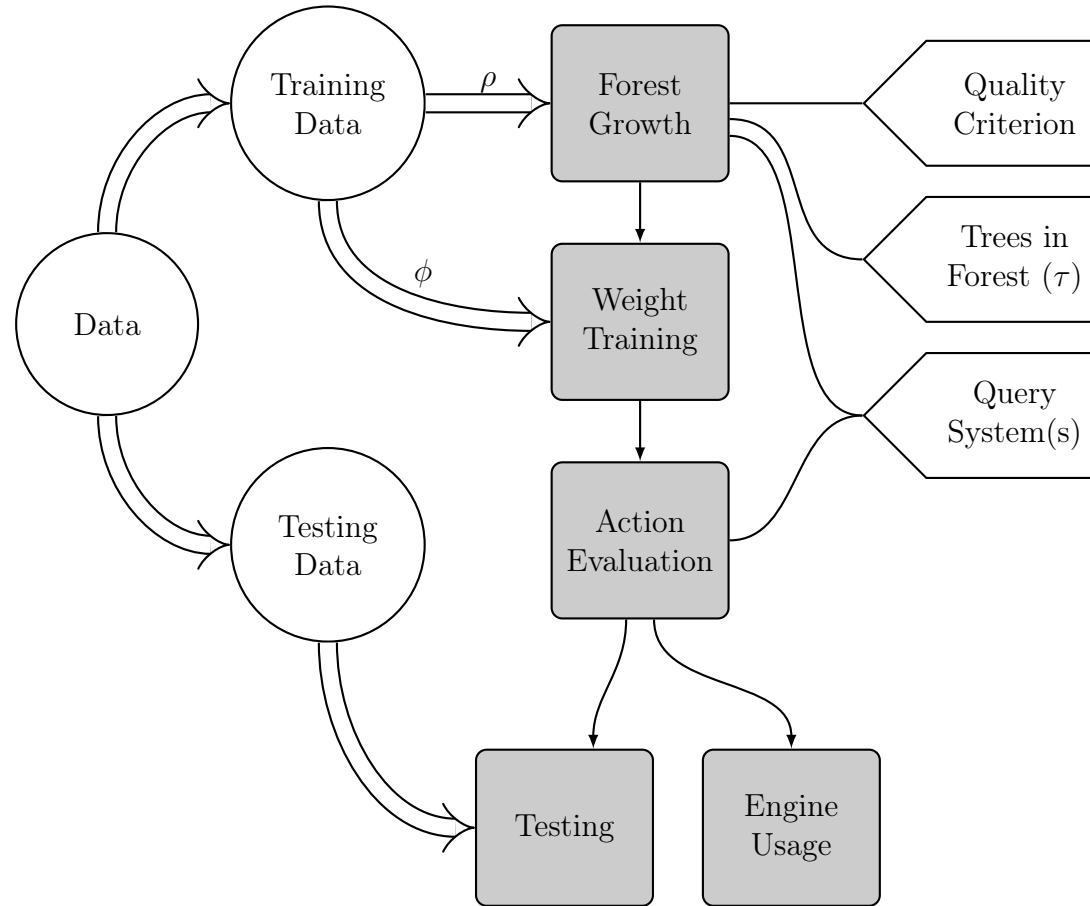 Training
Data
ρ
Forest
Growth
Quality
Criterion
Trees in
Forest (τ)
ϕ
Weight
Training
Data
Query
System(s)
Testing
Data
Action
Evaluation
Testing
Engine
Usage